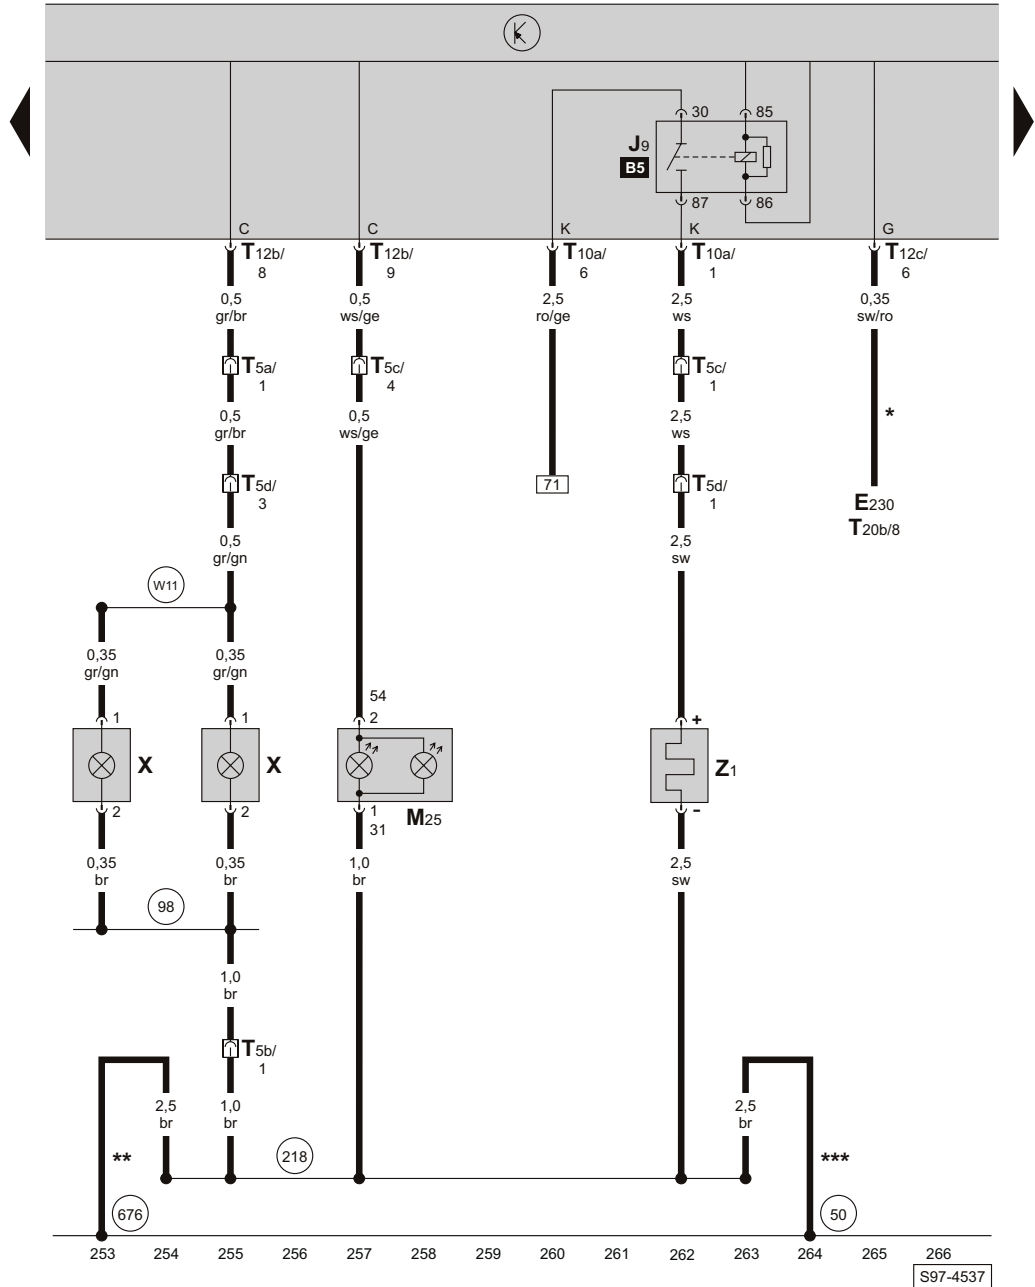 30 85
J9
B5
87 86
C C K K G
T12b/ T12b/ T10a/ T10a/ T12c/
8 9 6 1 6
0,5 0,5 2,5 2,5 0,35
gr/br ws/ge ro/ge ws sw/ro
T5a/ T5c/ T5c/
1 4 1
0,5 0,5 2,5 *
gr/br ws/ge ws
T5d/ 71 T5d/
3 1
E230
T20b/8
0,5 2,5
gr/gn sw
W11
0,35 0,35
gr/gn gr/gn
54
1 1 2 +
X X Z1
2 2 1 -
M25
31
0,35 0,35 1,0 2,5
br br br sw
98
1,0
br
T5b/
1
2,5 1,0 2,5
br br br
** 218 ***
676 50
253 254 255 256 257 258 259 260 261 262 263 264 265 266
S97-4537